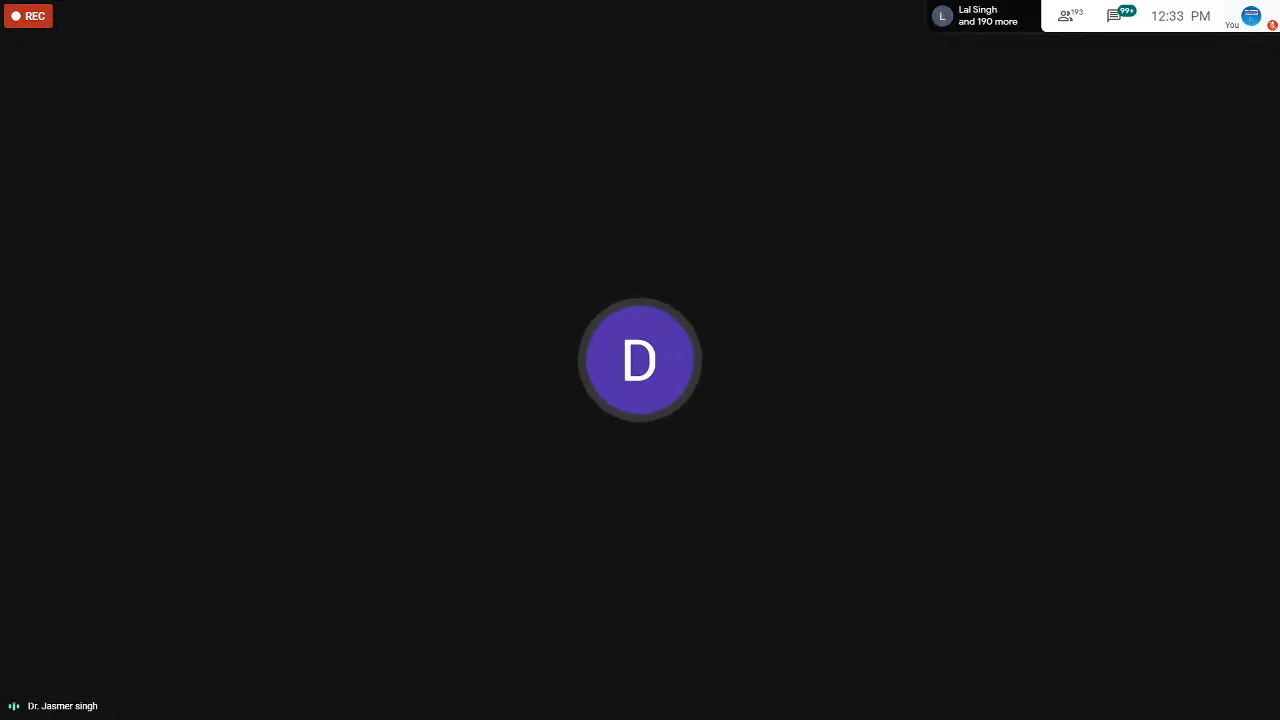 REC
L
Lal Singh
and 190 more
193
99+
12:33 PM
You
D
Dr. Jasmer singh